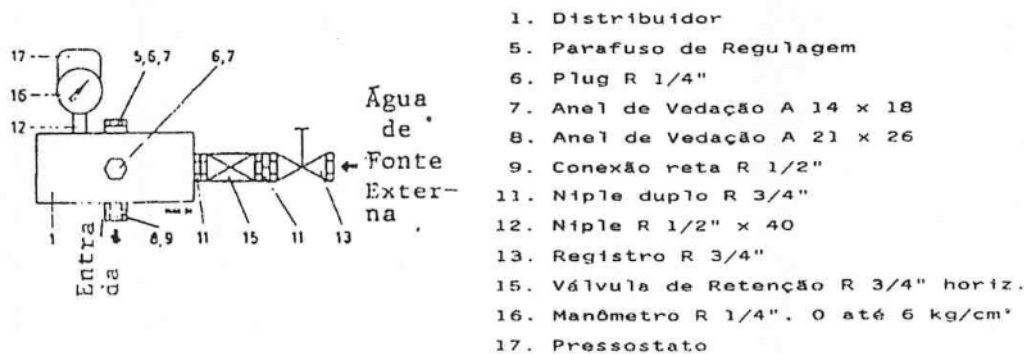 17
16
12
5,6,7
6,7
Água
de
Fonte
Exter-
na
1
Entra
da
8,9
11
15
11
13
1. Distribuidor
5. Parafuso de Regulagem
6. Plug R 1/4"
7. Anel de Vedação A 14 x 18
8. Anel de Vedação A 21 x 26
9. Conexão reta R 1/2"
11. Niple duplo R 3/4"
12. Niple R 1/2" x 40
13. Registro R 3/4"
15. Válvula de Retenção R 3/4" horiz.
16. Manômetro R 1/4". 0 até 6 kg/cm²
17. Pressostato